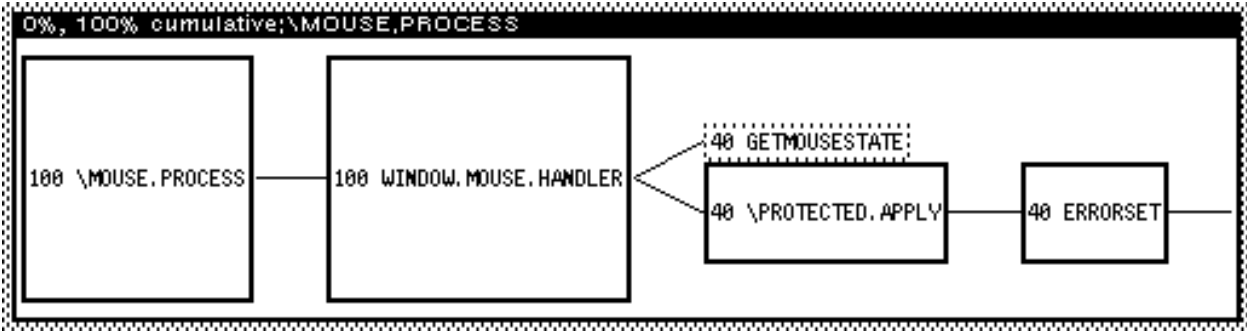 0%, 100% cumulative;\MOUSE.PROCESS
100 \MOUSE.PROCESS
100 WINDOW.MOUSE.HANDLER
40 GETMOUSESTATE
40 \PROTECTED.APPLY
40 ERRORSET